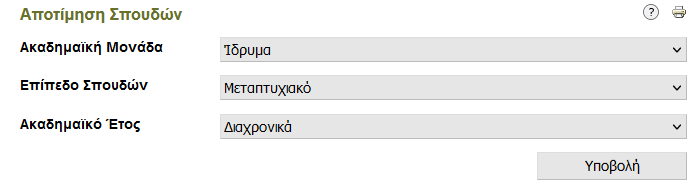 Αποτίμηση Σπουδών ?
Ακαδημαϊκή Μονάδα Ίδρυμα
Επίπεδο Σπουδών Μεταπτυχιακό
Ακαδημαϊκό Έτος Διαχρονικά
Υποβολή